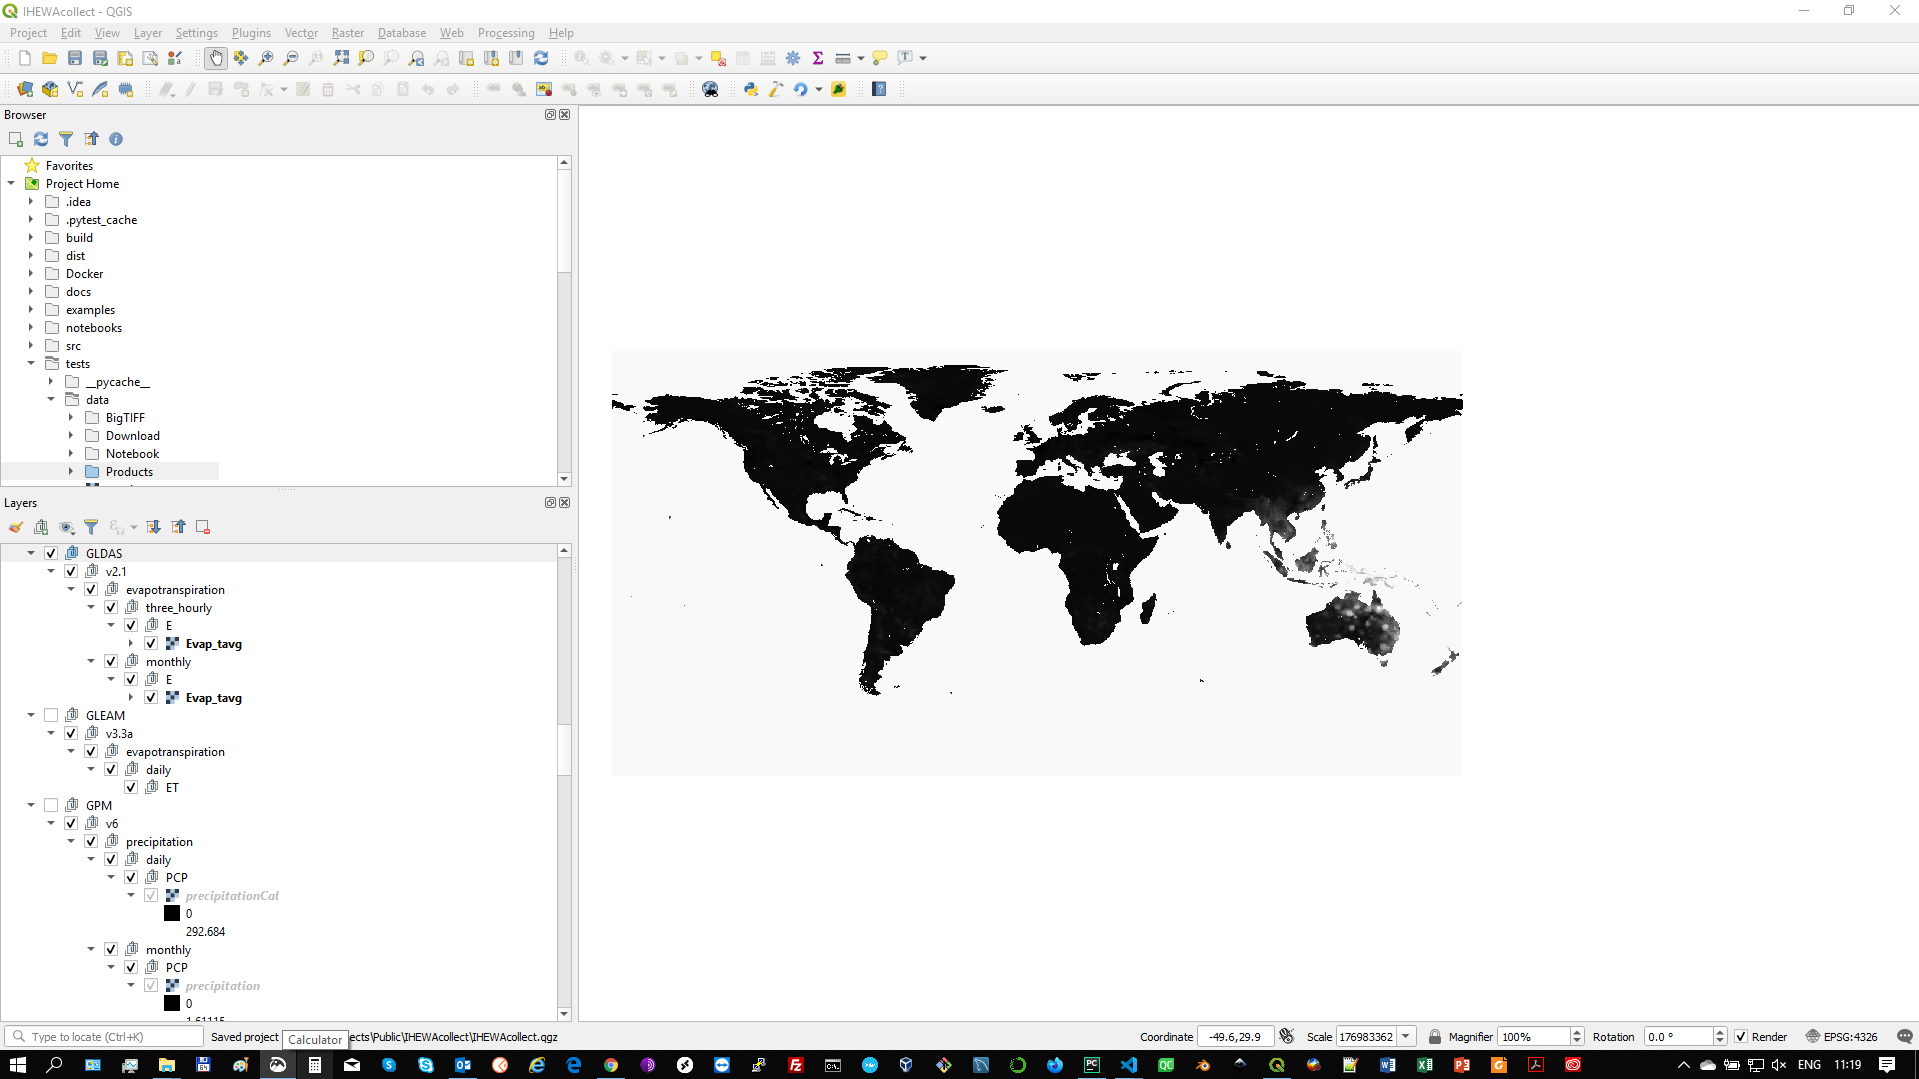 IHEWAcollect - QGIS
Project Edit View Layer Settings Plugins Vector Raster Database Web Processing Help
Browser
Favorites
Project Home
.idea
.pytest_cache
build
dist
Docker
docs
examples
notebooks
src
tests
__pycache__
data
BigTIFF
Download
Notebook
Products
Layers
GLDAS
v2.1
evapotranspiration
three_hourly
E
Evap_tavg
monthly
E
Evap_tavg
GLEAM
v3.3a
evapotranspiration
daily
ET
GPM
v6
precipitation
daily
PCP
precipitationCal
0
292.684
monthly
PCP
precipitation
0
Type to locate (Ctrl+K) Saved project Calculator ects\Public\IHEWAcollect\IHEWAcollect.qgz Coordinate -49.6,29.9 Scale 176983362 Magnifier 100% Rotation 0.0 ° Render EPSG:4326
ENG 11:19